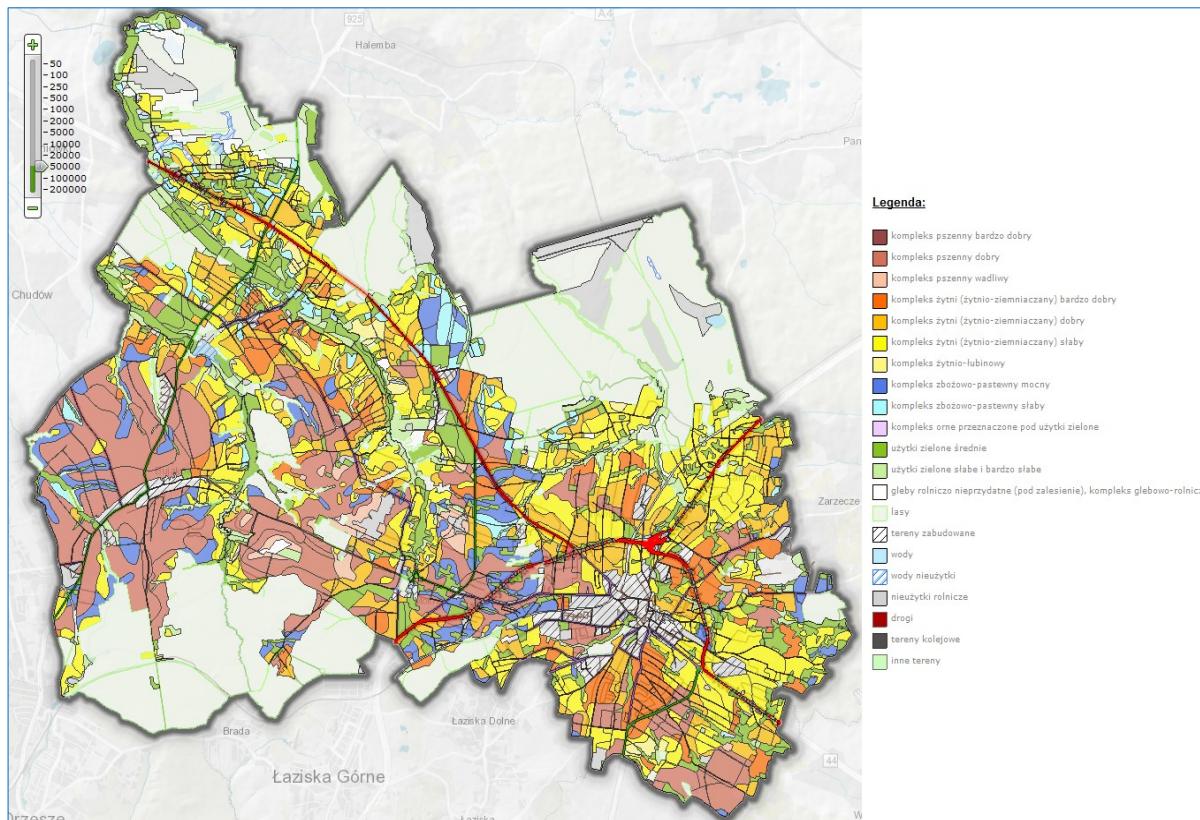 925
A4
Halemba
50
100
250
500
1000
2000
5000
10000
20000
50000
100000
200000
Pan
Chudów
Zarzecze
Łaziska Dolne
Brada
Łaziska Górne
44
Łaziska
Orzesze
W
Legenda:
kompleks pszenny bardzo dobry
kompleks pszenny dobry
kompleks pszenny wadliwy
kompleks żytni (żytnio-ziemniaczany) bardzo dobry
kompleks żytni (żytnio-ziemniaczany) dobry
kompleks żytni (żytnio-ziemniaczany) słaby
kompleks żytnio-łubinowy
kompleks zbożowo-pastewny mocny
kompleks zbożowo-pastewny słaby
kompleks orne przeznaczone pod użytki zielone
użytki zielone średnie
użytki zielone słabe i bardzo słabe
gleby rolniczo nieprzydatne (pod zalesienie), kompleks glebowo-rolnicz
lasy
tereny zabudowane
wody
wody nieużytki
nieużytki rolnicze
drogi
tereny kolejowe
inne tereny